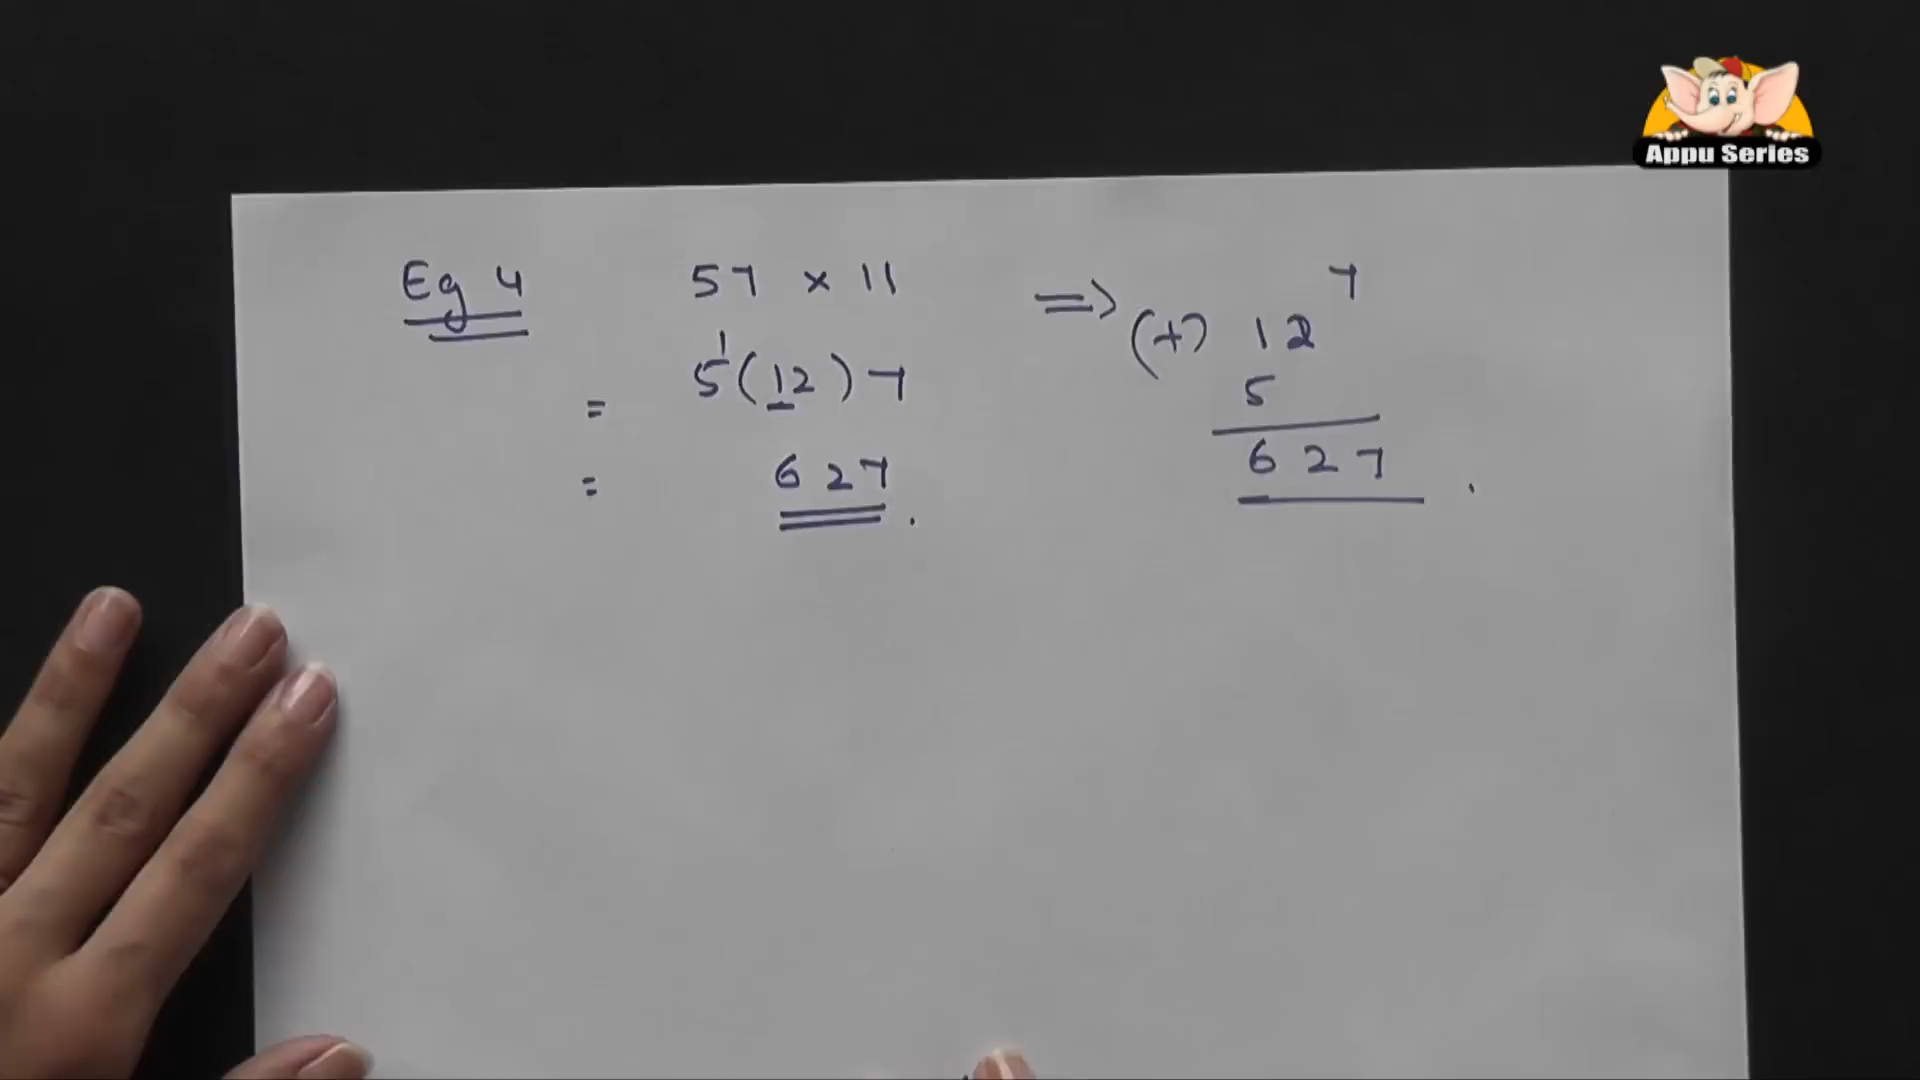 Appu Series
Eg 4
57 × 11
= 5¹(12)7
= 627.
=> 7
(+) 12
5
627.